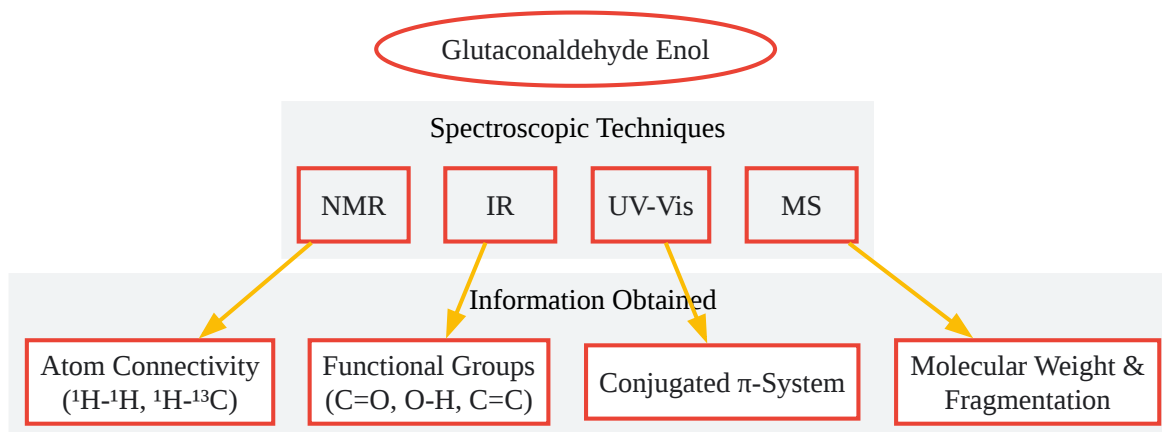 Glutaconaldehyde Enol
Spectroscopic Techniques
NMR
IR
UV-Vis
MS
Information Obtained
Atom Connectivity
(¹H-¹H, ¹H-¹³C)
Functional Groups
(C=O, O-H, C=C)
Conjugated π-System
Molecular Weight &
Fragmentation